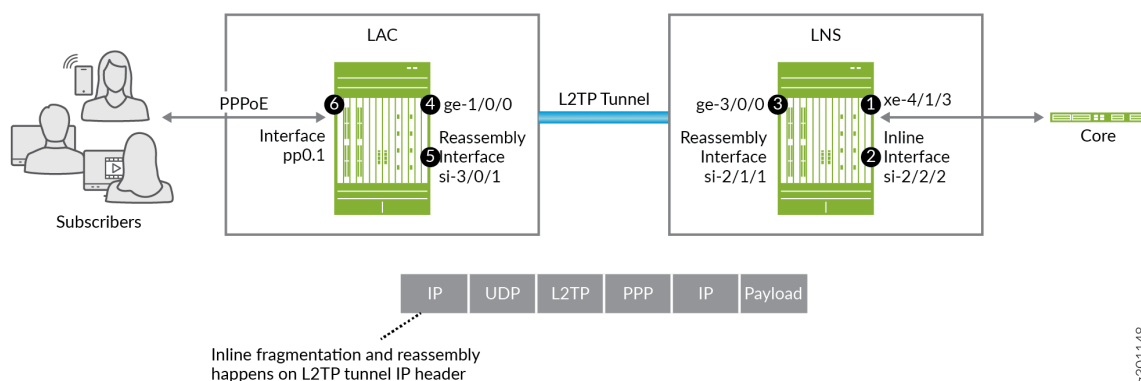 LAC
LNS
PPPoE
6
4
ge-1/0/0
L2TP Tunnel
ge-3/0/0
3
1
xe-4/1/3
Interface
pp0.1
Reassembly
5
Interface
si-3/0/1
Reassembly
Interface
si-2/1/1
Inline
2
Interface
si-2/2/2
Core
Subscribers
IP
UDP
L2TP
PPP
IP
Payload
Inline fragmentation and reassembly
happens on L2TP tunnel IP header